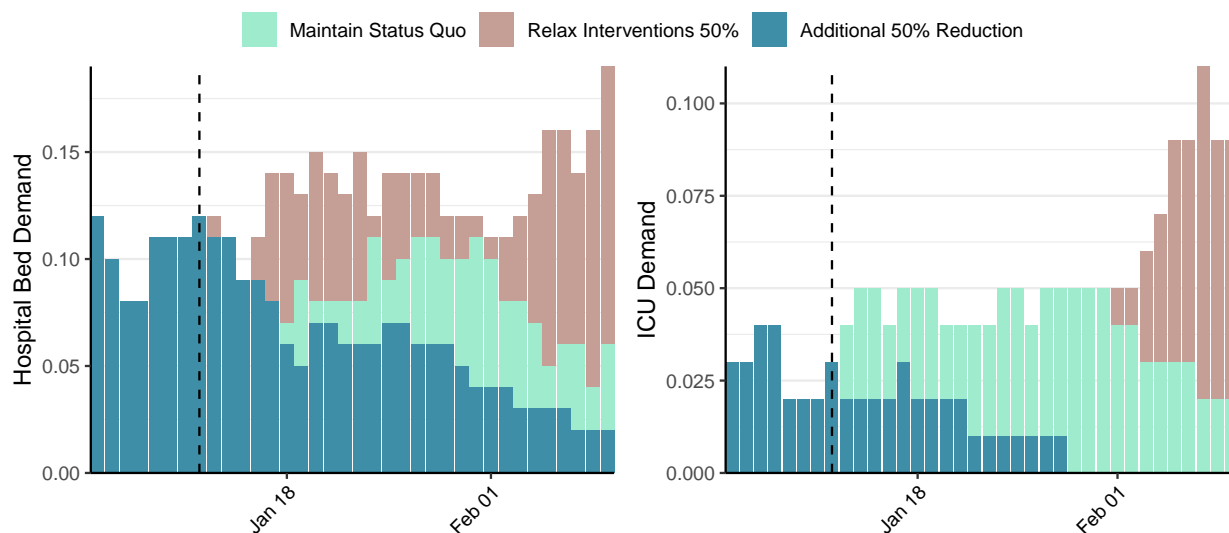 Maintain Status Quo Relax Interventions 50% Additional 50% Reduction
Hospital Bed Demand
0.15
0.10
0.05
0.00
Jan 18
Feb 01
ICU Demand
0.100
0.075
0.050
0.025
0.000
Jan 18
Feb 01